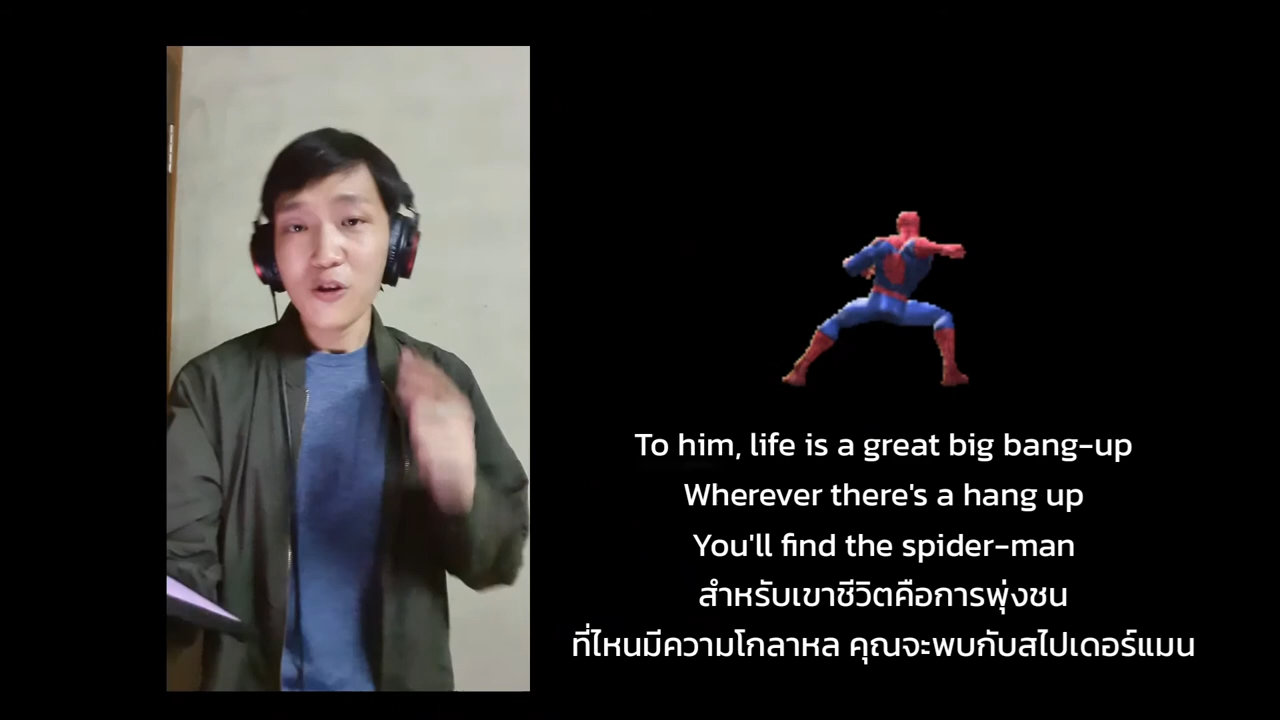 To him, life is a great big bang-up
Wherever there's a hang up
You'll find the spider-man
สำหรับเขาชีวิตคือการพุ่งชน
ที่ไหนมีความโกลาหล คุณจะพบกับสไปเดอร์แมน